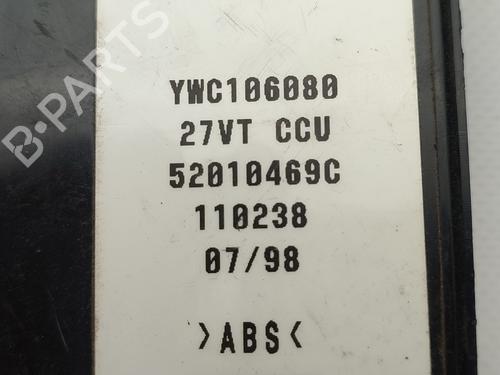 B-PARTS
YWC106080
27VT CCU
52010469C
110238
07/98
>ABS<